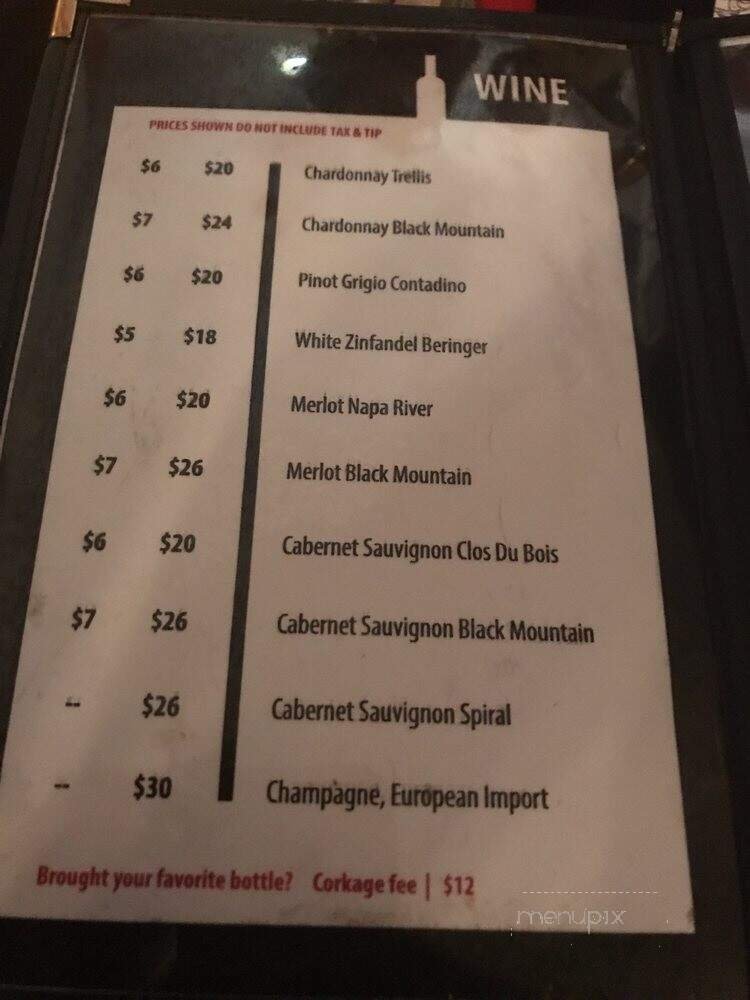 WINE
PRICES SHOWN DO NOT INCLUDE TAX & TIP
$6 $20 Chardonnay Trellis
$7 $24 Chardonnay Black Mountain
$6 $20 Pinot Grigio Contadino
$5 $18 White Zinfandel Beringer
$6 $20 Merlot Napa River
$7 $26 Merlot Black Mountain
$6 $20 Cabernet Sauvignon Clos Du Bois
$7 $26 Cabernet Sauvignon Black Mountain
-- $26 Cabernet Sauvignon Spiral
-- $30 Champagne, European Import
Brought your favorite bottle? Corkage fee | $12
menupix